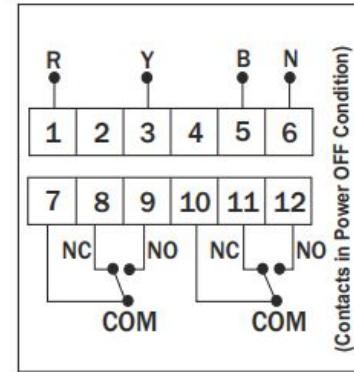 R Y B N
1 2 3 4 5 6
7 8 9 10 11 12
NC NO NC NO
COM COM
(Contacts in Power OFF Condition)